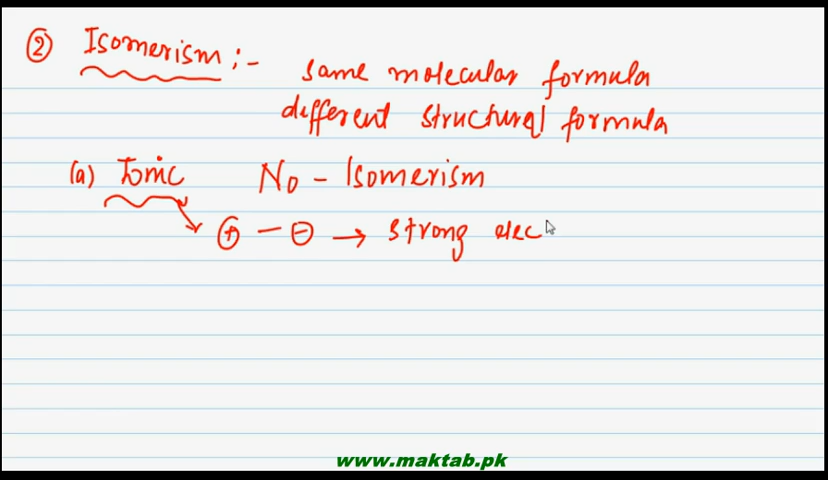 ② Isomerism :-
same molecular formula
different structural formula
(a) Ionic No - Isomerism
⊕ — ⊖ → strong elec
www.maktab.pk